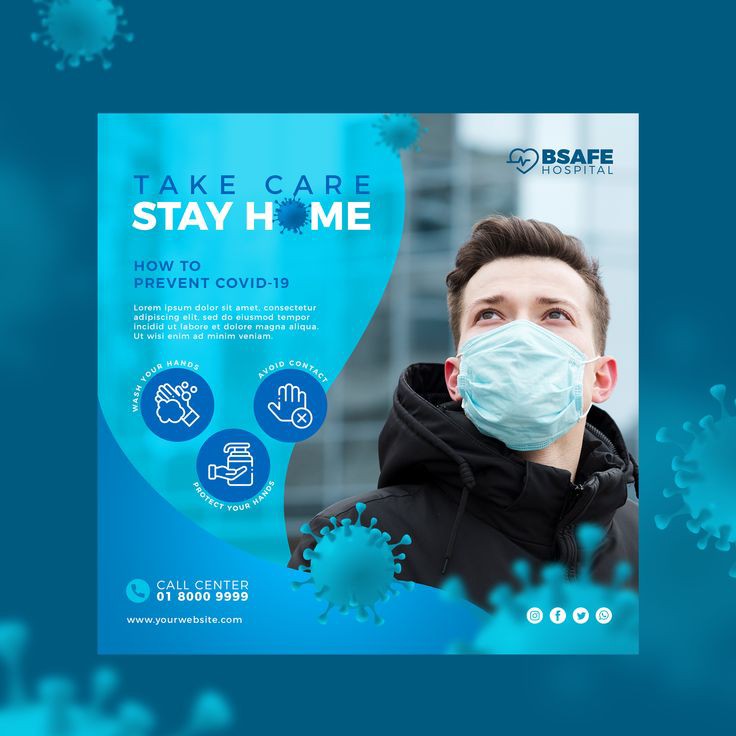 BSAFE
HOSPITAL
TAKE CARE
STAY HOME
HOW TO
PREVENT COVID-19
Lorem ipsum dolor sit amet, consectetur
adipiscing elit, sed do eiusmod tempor
incidid ut labore et dolore magna aliqua.
Ut wisi enim ad minim veniam.
WASH YOUR HANDS
AVOID CONTACT
PROTECT YOUR HANDS
CALL CENTER
01 8000 9999
www.yourwebsite.com